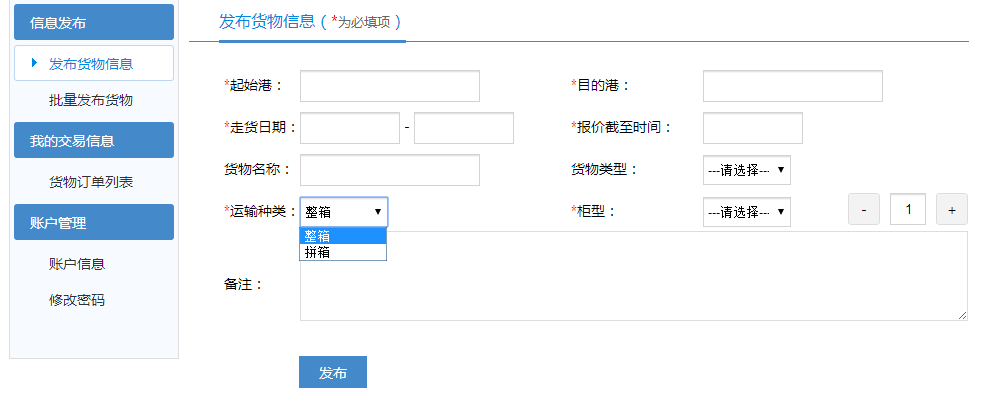 信息发布
发布货物信息
批量发布货物
我的交易信息
货物订单列表
账户管理
账户信息
修改密码
发布货物信息（*为必填项）
*起始港： *目的港：
*走货日期： - *报价截至时间：
货物名称： 货物类型： ---请选择---
*运输种类： 整箱 *柜型： ---请选择--- - 1 +
整箱
拼箱
备注：
发布